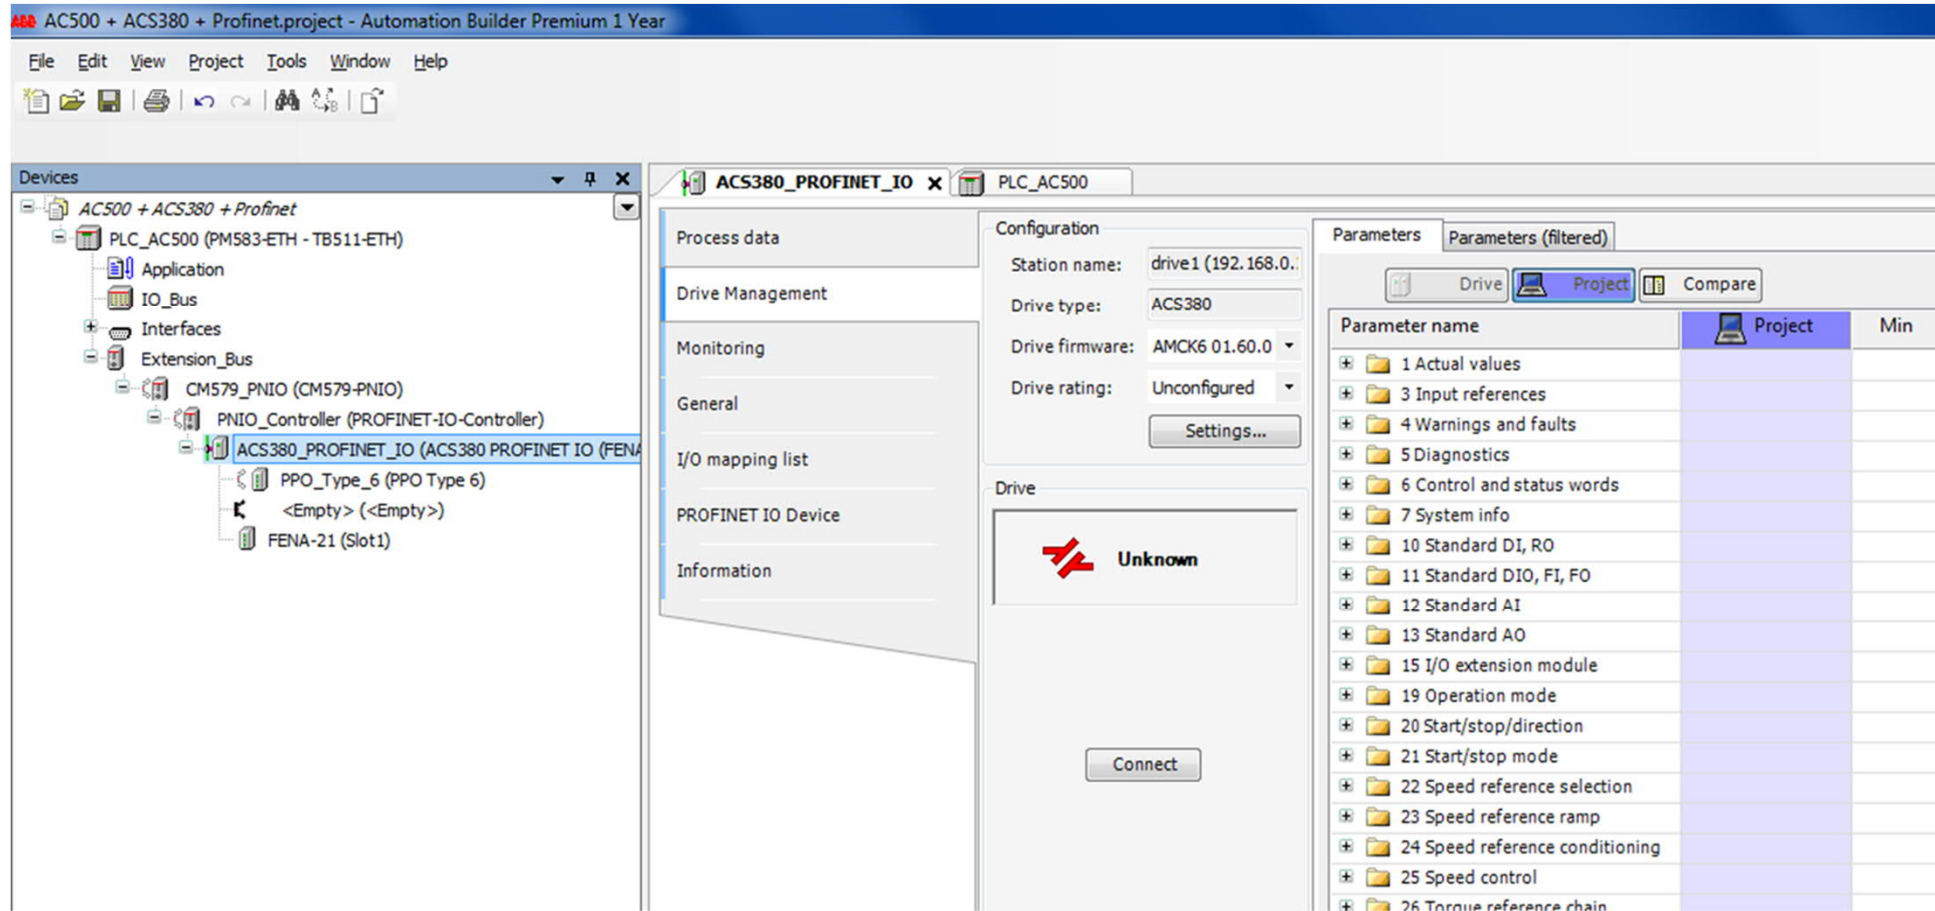 ABB AC500 + ACS380 + Profinet.project - Automation Builder Premium 1 Year
File Edit View Project Tools Window Help
Devices
AC500 + ACS380 + Profinet
PLC_AC500 (PM583-ETH - TB511-ETH)
Application
IO_Bus
Interfaces
Extension_Bus
CM579_PNIO (CM579-PNIO)
PNIO_Controller (PROFINET-IO-Controller)
ACS380_PROFINET_IO (ACS380 PROFINET IO (FENA
PPO_Type_6 (PPO Type 6)
<Empty> (<Empty>)
FENA-21 (Slot1)
ACS380_PROFINET_IO
PLC_AC500
Process data
Drive Management
Monitoring
General
I/O mapping list
PROFINET IO Device
Information
Configuration
Station name: drive1 (192.168.0.
Drive type: ACS380
Drive firmware: AMCK6 01.60.0
Drive rating: Unconfigured
Settings...
Drive
Unknown
Connect
Parameters
Parameters (filtered)
Drive Project Compare
Parameter name Project Min
1 Actual values
3 Input references
4 Warnings and faults
5 Diagnostics
6 Control and status words
7 System info
10 Standard DI, RO
11 Standard DIO, FI, FO
12 Standard AI
13 Standard AO
15 I/O extension module
19 Operation mode
20 Start/stop/direction
21 Start/stop mode
22 Speed reference selection
23 Speed reference ramp
24 Speed reference conditioning
25 Speed control
26 Torque reference chain